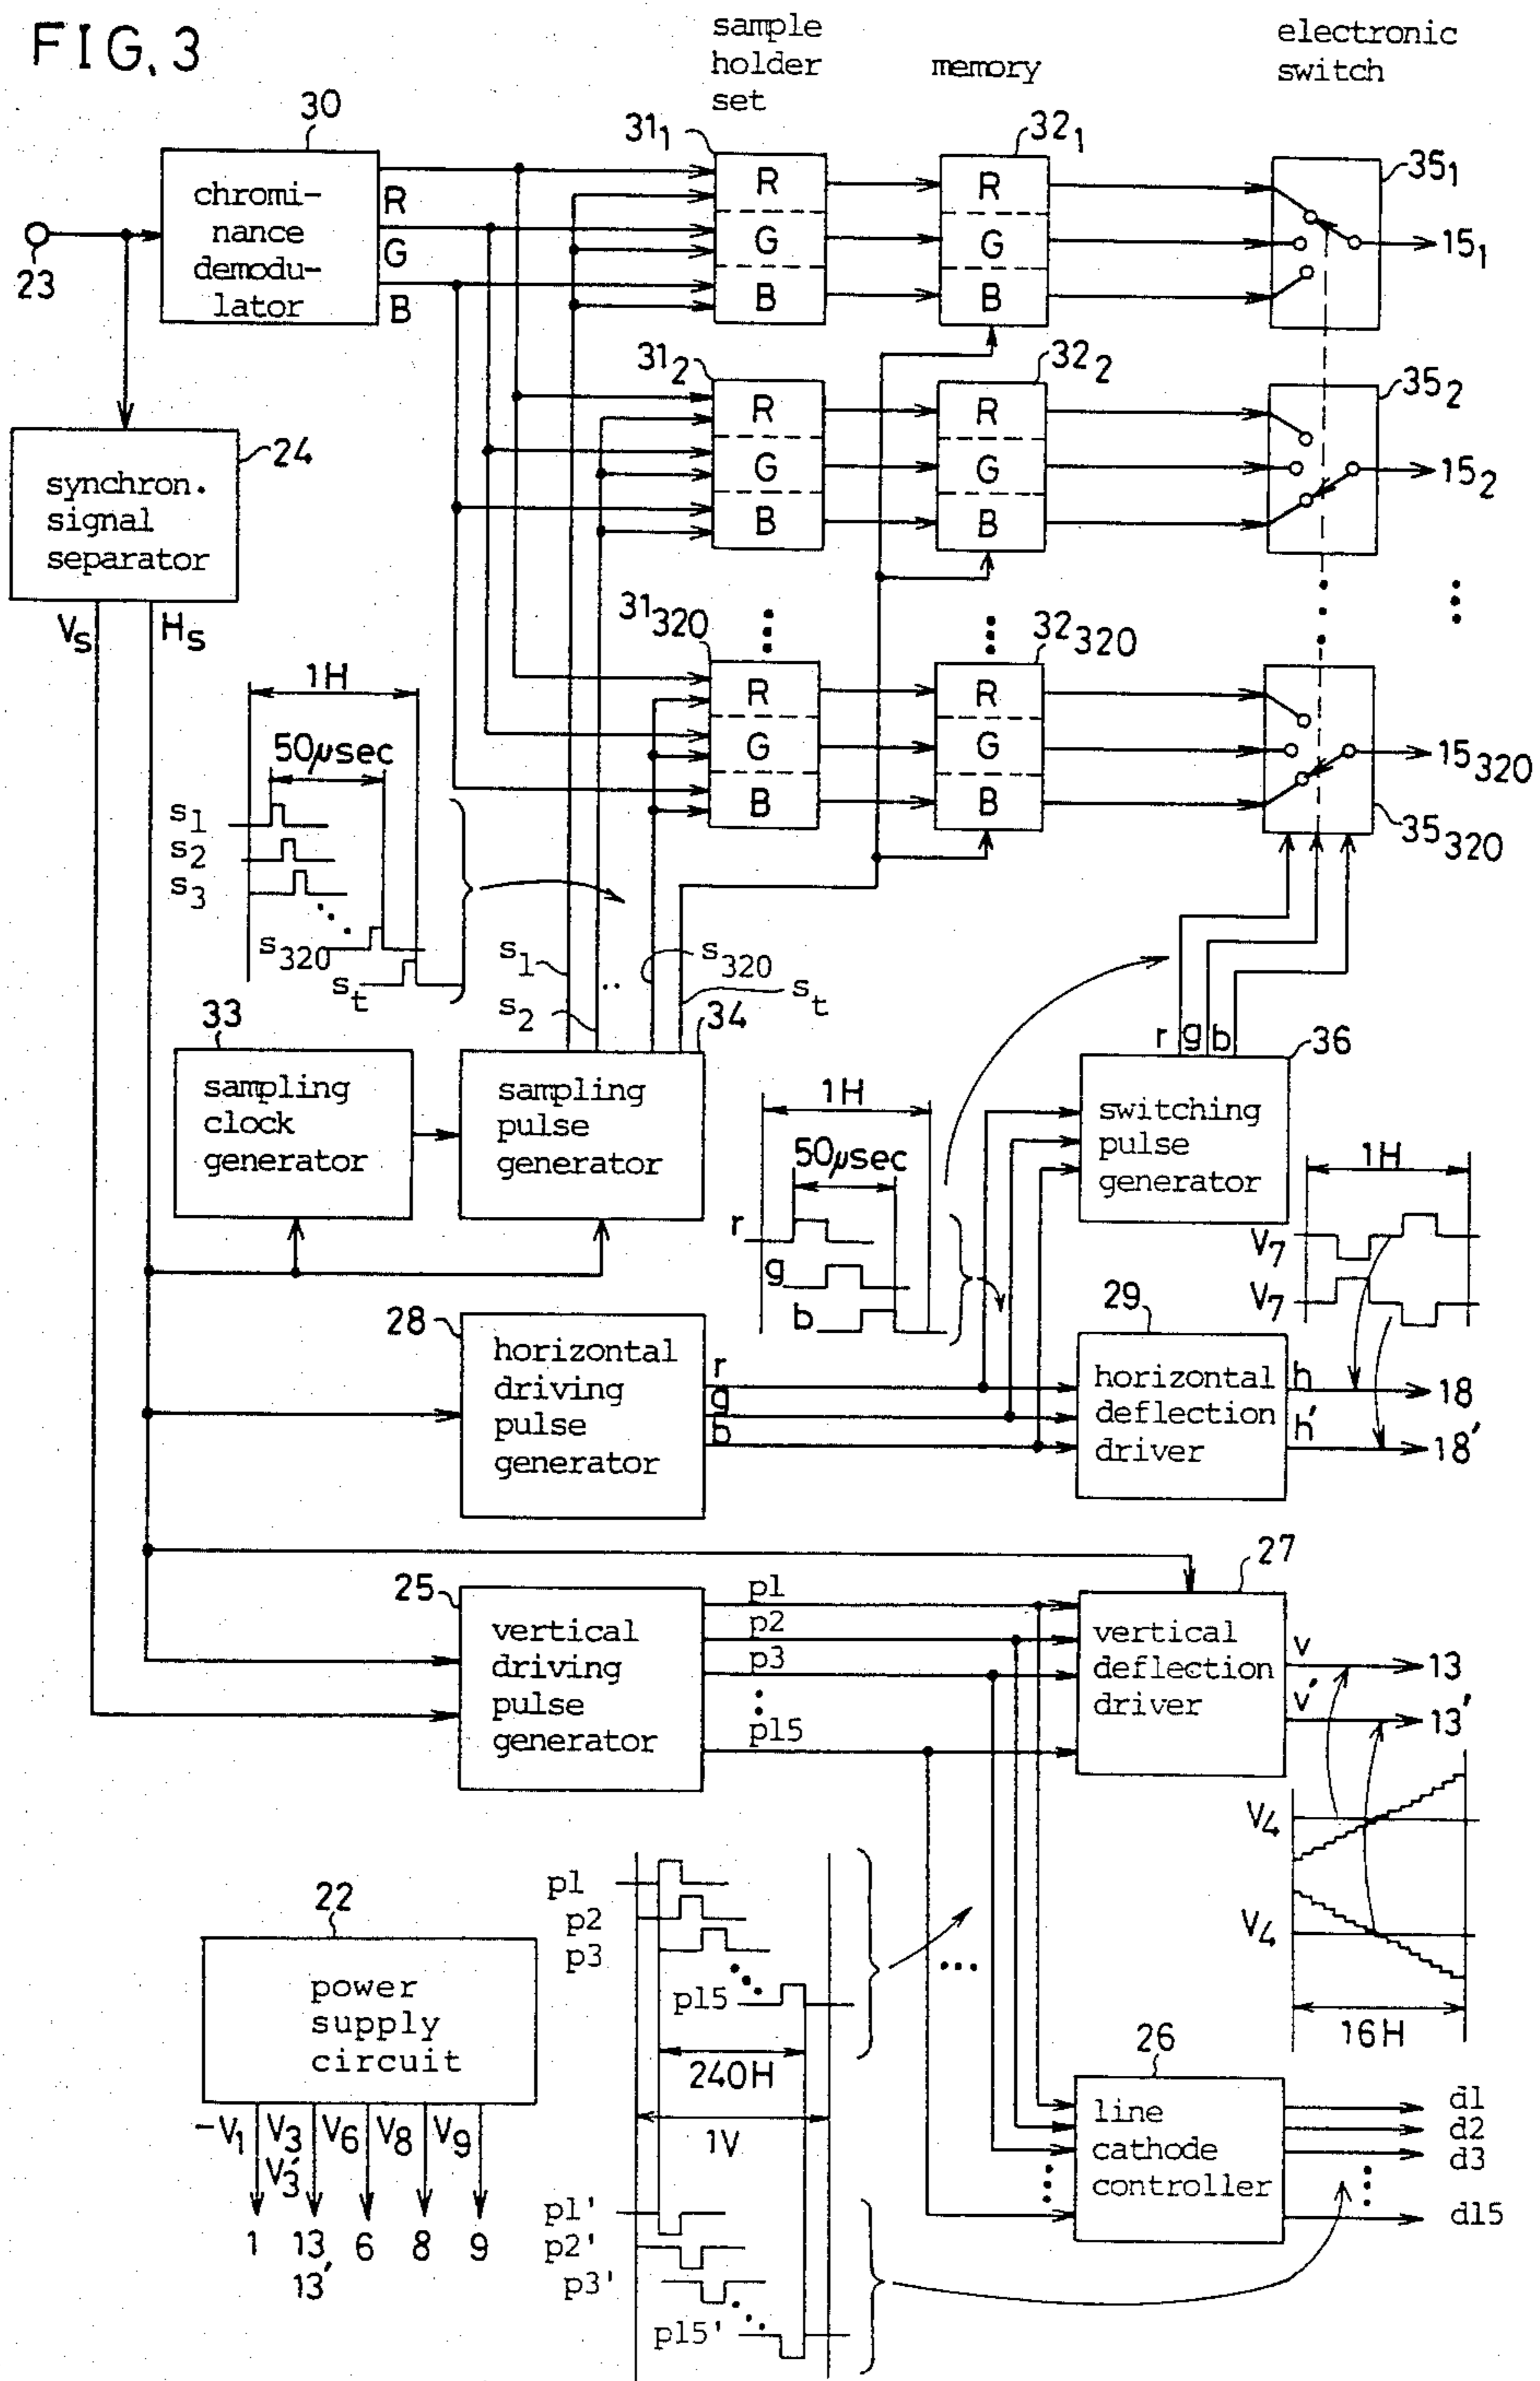 FIG. 3
sample
holder
set
memory
electronic
switch
30
31₁
32₁
35₁
chromi-
nance
demodu-
lator
R
G
B
R
G
B
R
G
B
15₁
23
31₂
32₂
35₂
24
synchron.
signal
separator
R
G
B
R
G
B
15₂
Vs
Hs
31₃₂₀
32₃₂₀
1H
50μsec
R
G
B
R
G
B
15₃₂₀
35₃₂₀
s₁
s₂
s₃
s₃₂₀
s_t
s₁
s₂
s₃₂₀
s_t
33
34
r
g
b
36
sampling
clock
generator
sampling
pulse
generator
1H
50μsec
r
g
b
switching
pulse
generator
1H
V₇
V₇
28
29
horizontal
driving
pulse
generator
r
g
b
horizontal
deflection
driver
h
h'
18
18'
25
27
vertical
driving
pulse
generator
p1
p2
p3
p15
vertical
deflection
driver
v
v'
13
13'
V₄
V₄
16H
22
power
supply
circuit
p1
p2
p3
p15
240H
1V
26
line
cathode
controller
d1
d2
d3
d15
-V₁
V₃
V₃'
V₆
V₈
V₉
1
13
13'
6
8
9
p1'
p2'
p3'
p15'